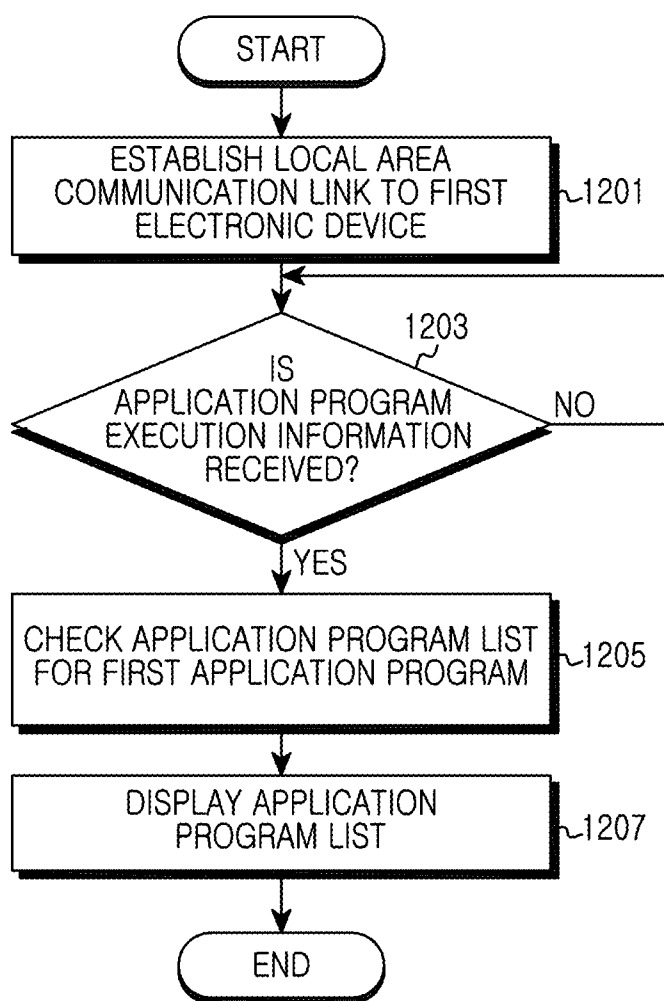 START
ESTABLISH LOCAL AREA
COMMUNICATION LINK TO FIRST
ELECTRONIC DEVICE
1201
1203
IS
APPLICATION PROGRAM
EXECUTION INFORMATION
RECEIVED?
NO
YES
CHECK APPLICATION PROGRAM LIST
FOR FIRST APPLICATION PROGRAM
1205
DISPLAY APPLICATION
PROGRAM LIST
1207
END